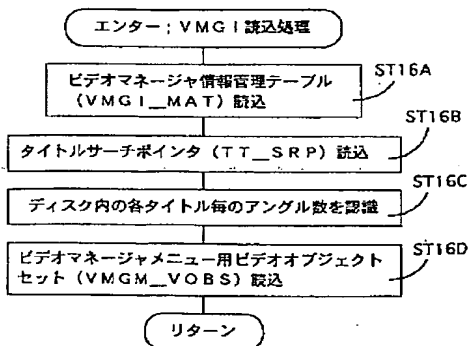 エンター；VMGI読込処理
ビデオマネージャ情報管理テーブル
(VMGI_MAT) 読込
ST16A
ST16B
タイトルサーチポインタ (TT_SRP) 読込
ST16C
ディスク内の各タイトル毎のアングル数を認識
ST16D
ビデオマネージャメニュー用ビデオオブジェクト
セット (VMGM_VOBS) 読込
リターン